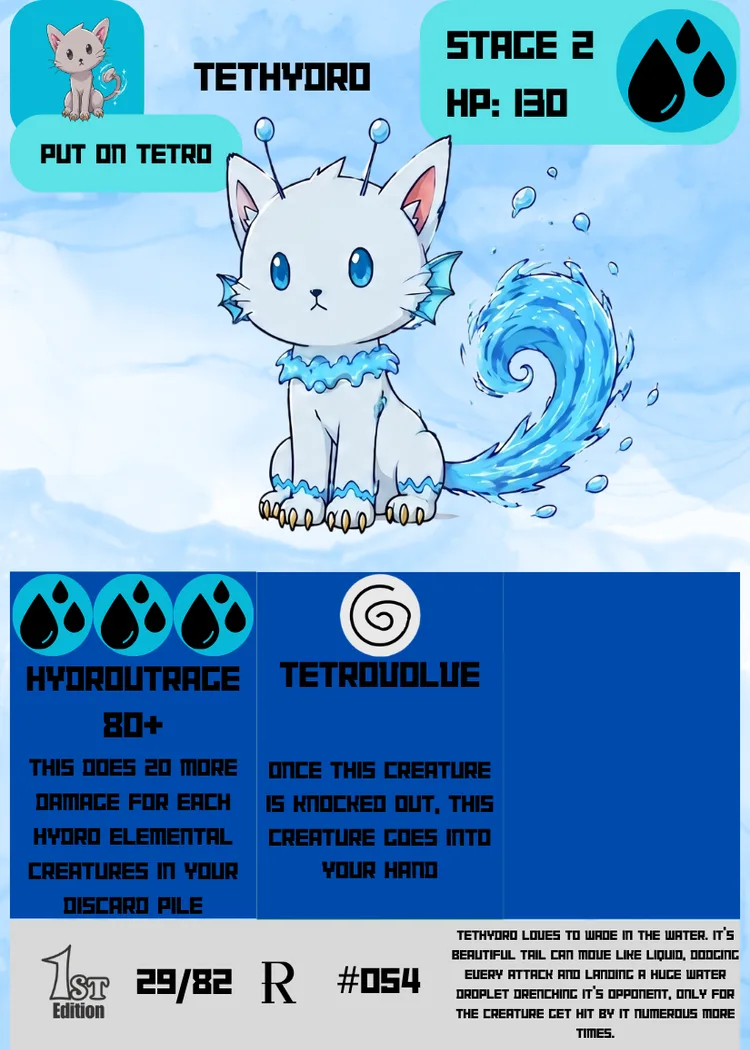 TETHYDRO
STAGE 2
HP: 130
PUT ON TETRO
HYDROUTRAGE
80+
THIS DOES 20 MORE
DAMAGE FOR EACH
HYDRO ELEMENTAL
CREATURES IN YOUR
DISCARD PILE
TETROVOLVE
ONCE THIS CREATURE
IS KNOCKED OUT, THIS
CREATURE GOES INTO
YOUR HAND
1ST
Edition
29/82
R
#054
TETHYDRO LOVES TO WADE IN THE WATER. IT'S
BEAUTIFUL TAIL CAN MOVE LIKE LIQUID, DODGING
EVERY ATTACK AND LANDING A HUGE WATER
DROPLET DRENCHING IT'S OPPONENT, ONLY FOR
THE CREATURE GET HIT BY IT NUMEROUS MORE
TIMES.